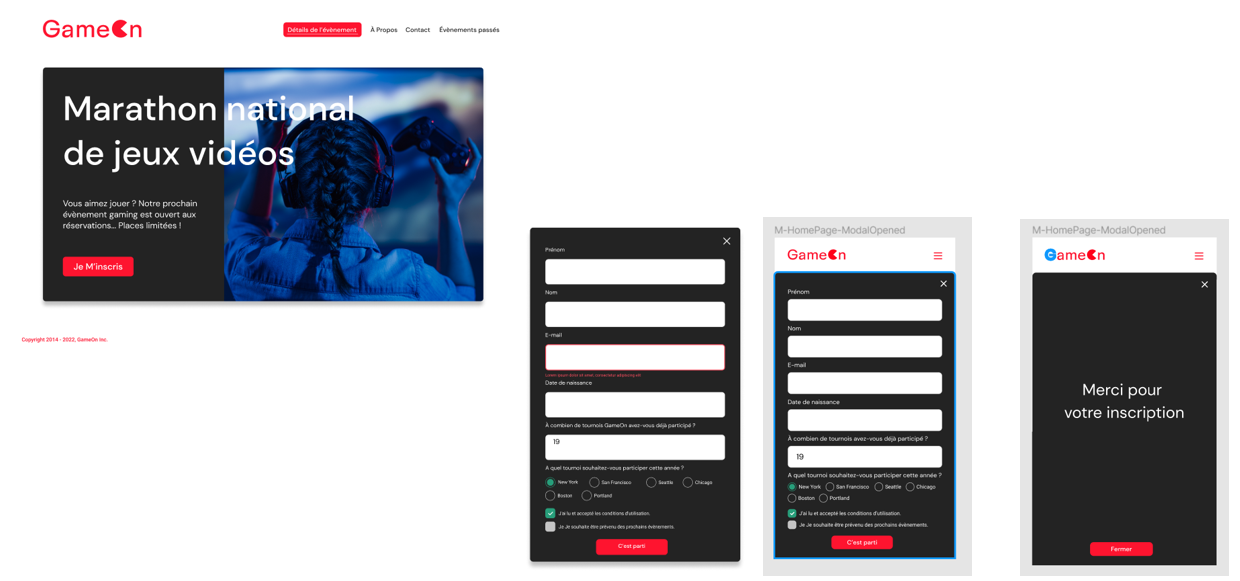 GameOn
Détails de l'évènement À Propos Contact Évènements passés
Marathon national
de jeux vidéos
Vous aimez jouer ? Notre prochain
évènement gaming est ouvert aux
réservations... Places limitées !
Je M'inscris
Copyright 2014 - 2022, GameOn Inc.
Prénom
Nom
E-mail
Lorem ipsum dolor sit amet, consectetur adipiscing elit
Date de naissance
À combien de tournois GameOn avez-vous déjà participé ?
19
A quel tournoi souhaitez-vous participer cette année ?
New York San Francisco Seattle Chicago
Boston Portland
J'ai lu et accepté les conditions d'utilisation.
Je Je souhaite être prévenu des prochains évènements.
C'est parti
M-HomePage-ModalOpened
GameOn
Prénom
Nom
E-mail
Date de naissance
À combien de tournois avez-vous déjà participé ?
19
A quel tournoi souhaitez-vous participer cette année ?
New York San Francisco Seattle Chicago
Boston Portland
J'ai lu et accepté les conditions d'utilisation.
Je Je souhaite être prévenu des prochains évènements.
C'est parti
M-HomePage-ModalOpened
GameOn
Merci pour
votre inscription
Fermer